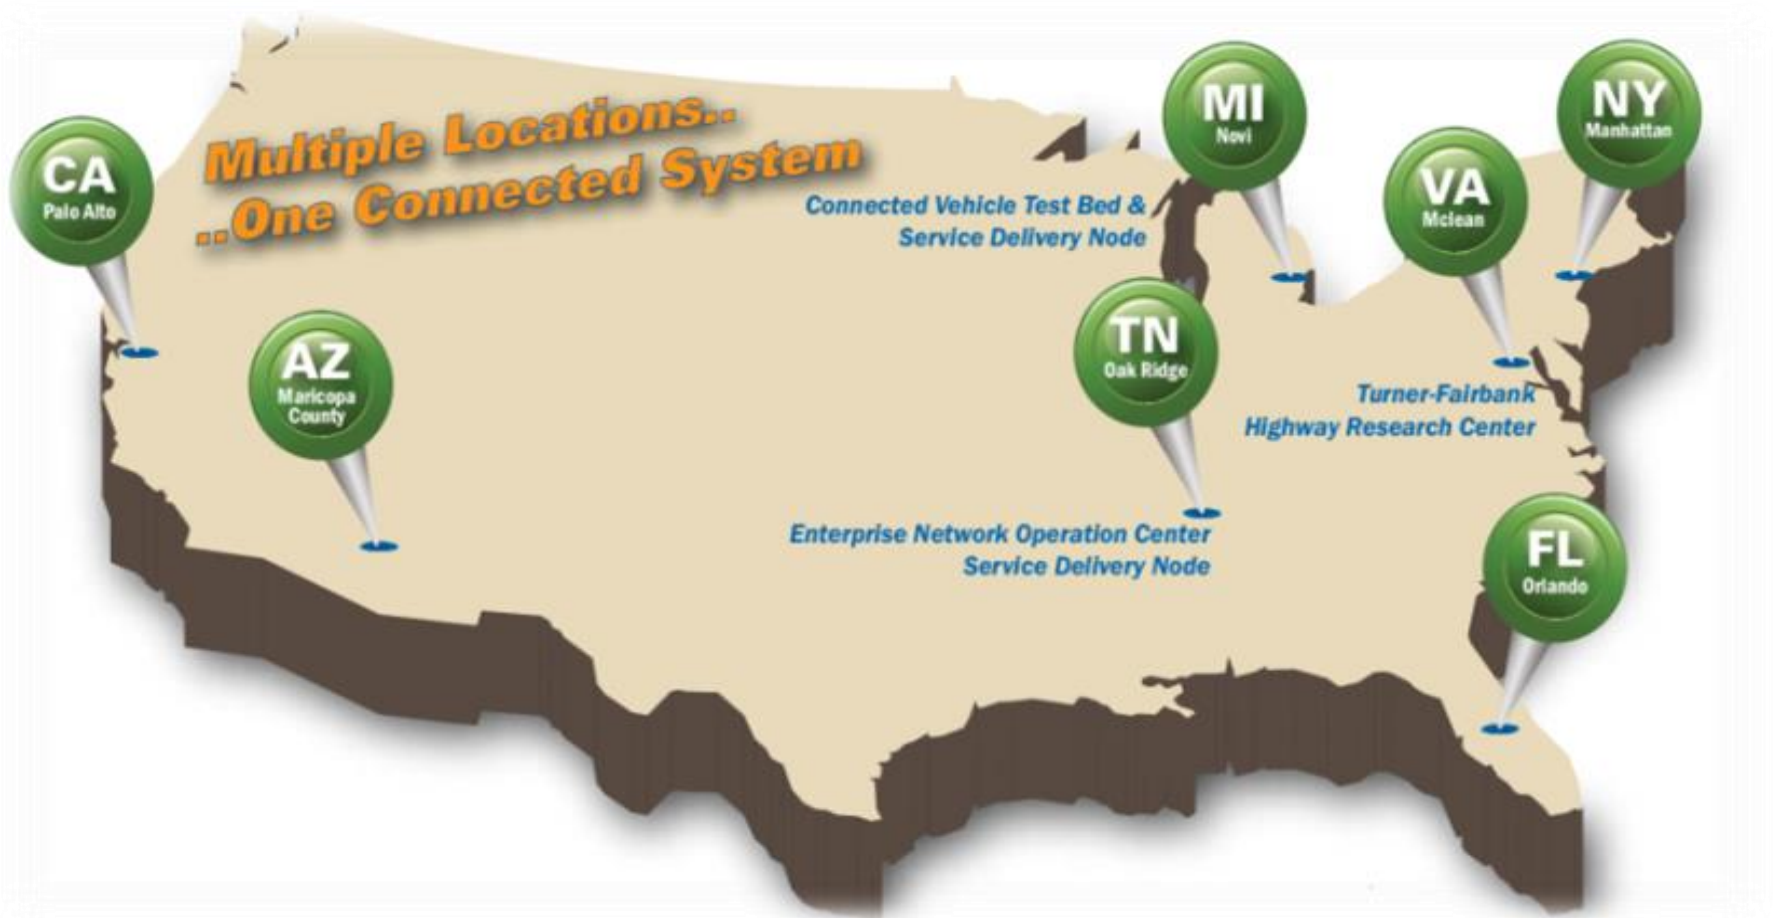 Multiple Locations..
..One Connected System
CA
Palo Alto
AZ
Maricopa
County
MI
Novi
Connected Vehicle Test Bed &
Service Delivery Node
TN
Oak Ridge
Enterprise Network Operation Center
Service Delivery Node
VA
Mclean
Turner-Fairbank
Highway Research Center
NY
Manhattan
FL
Orlando